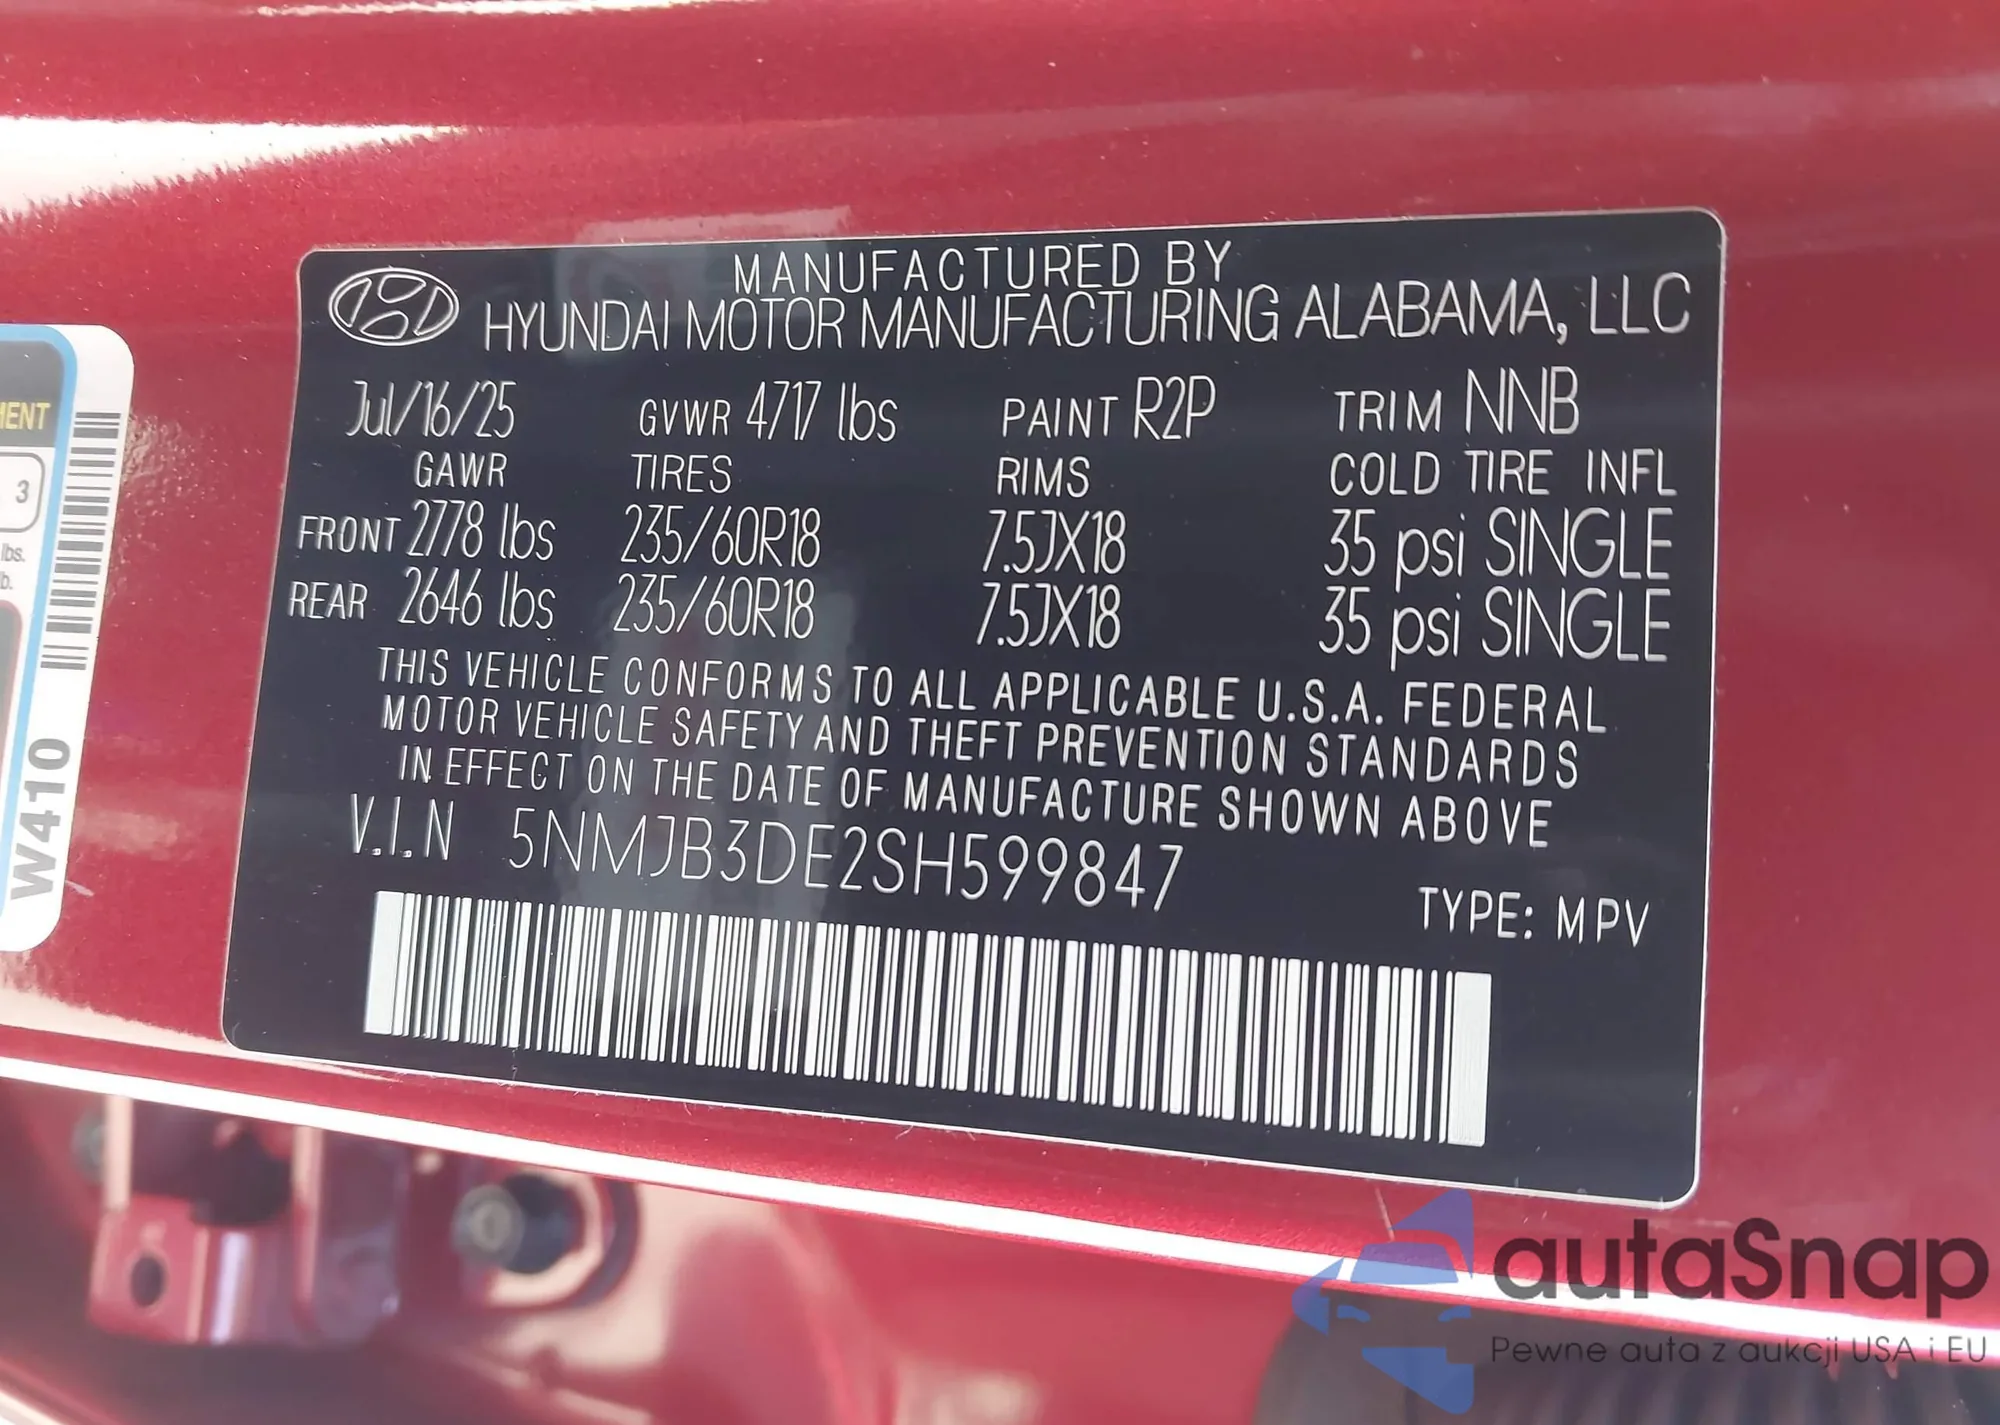 MANUFACTURED BY
HYUNDAI MOTOR MANUFACTURING ALABAMA, LLC
Jul/16/25 GVWR 4717 lbs PAINT R2P TRIM NNB
GAWR TIRES RIMS COLD TIRE INFL
FRONT 2778 lbs 235/60R18 7.5JX18 35 psi SINGLE
REAR 2646 lbs 235/60R18 7.5JX18 35 psi SINGLE
THIS VEHICLE CONFORMS TO ALL APPLICABLE U.S.A. FEDERAL
MOTOR VEHICLE SAFETY AND THEFT PREVENTION STANDARDS
IN EFFECT ON THE DATE OF MANUFACTURE SHOWN ABOVE
V.I.N 5NMJB3DE2SH599847
TYPE: MPV
3
lbs.
W410
autaSnap
Pewne auta z aukcji USA i EU